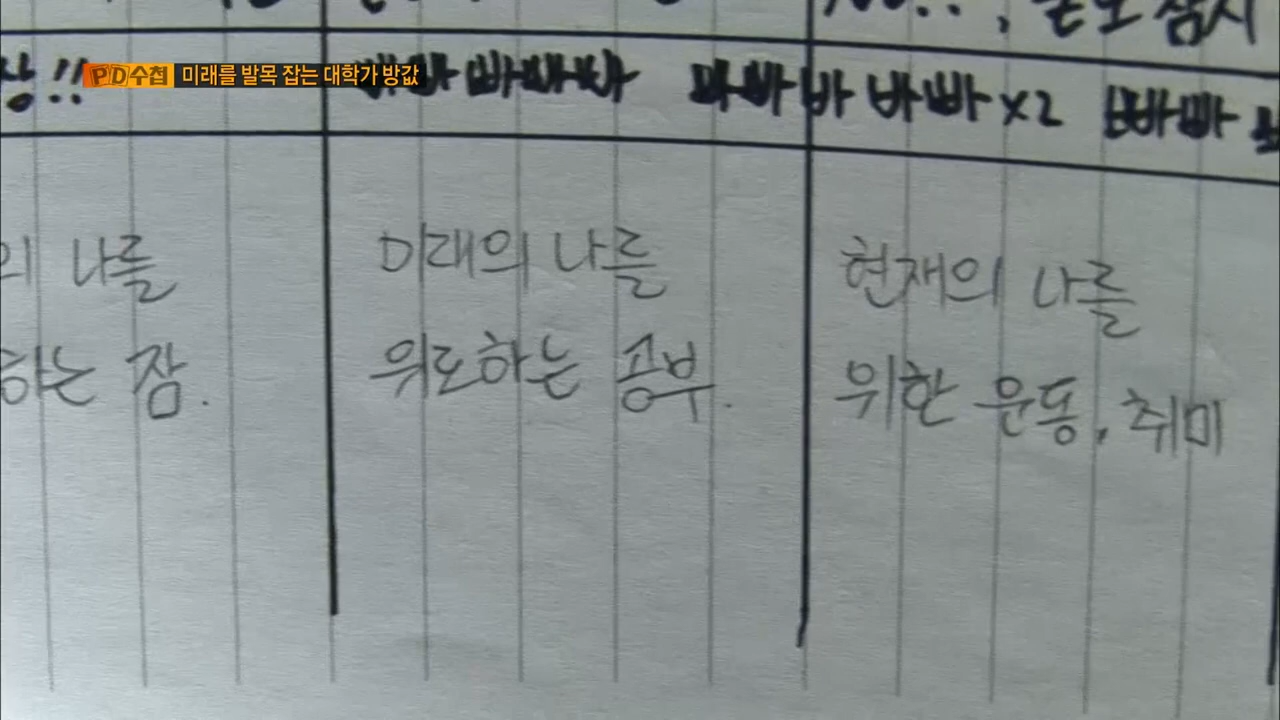 PD수첩 미래를 발목 잡는 대학가 방값
빠빠 x2 빠빠
의 나를
하는 잠.
미래의 나를
위로하는 공부.
현재의 나를
위한 운동, 취미